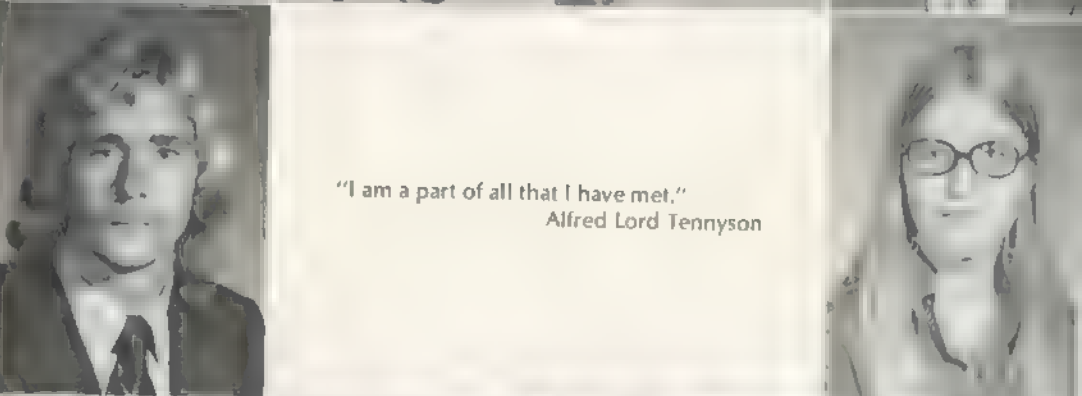 “I am a part of all that I have met.”
Alfred Lord Tennyson